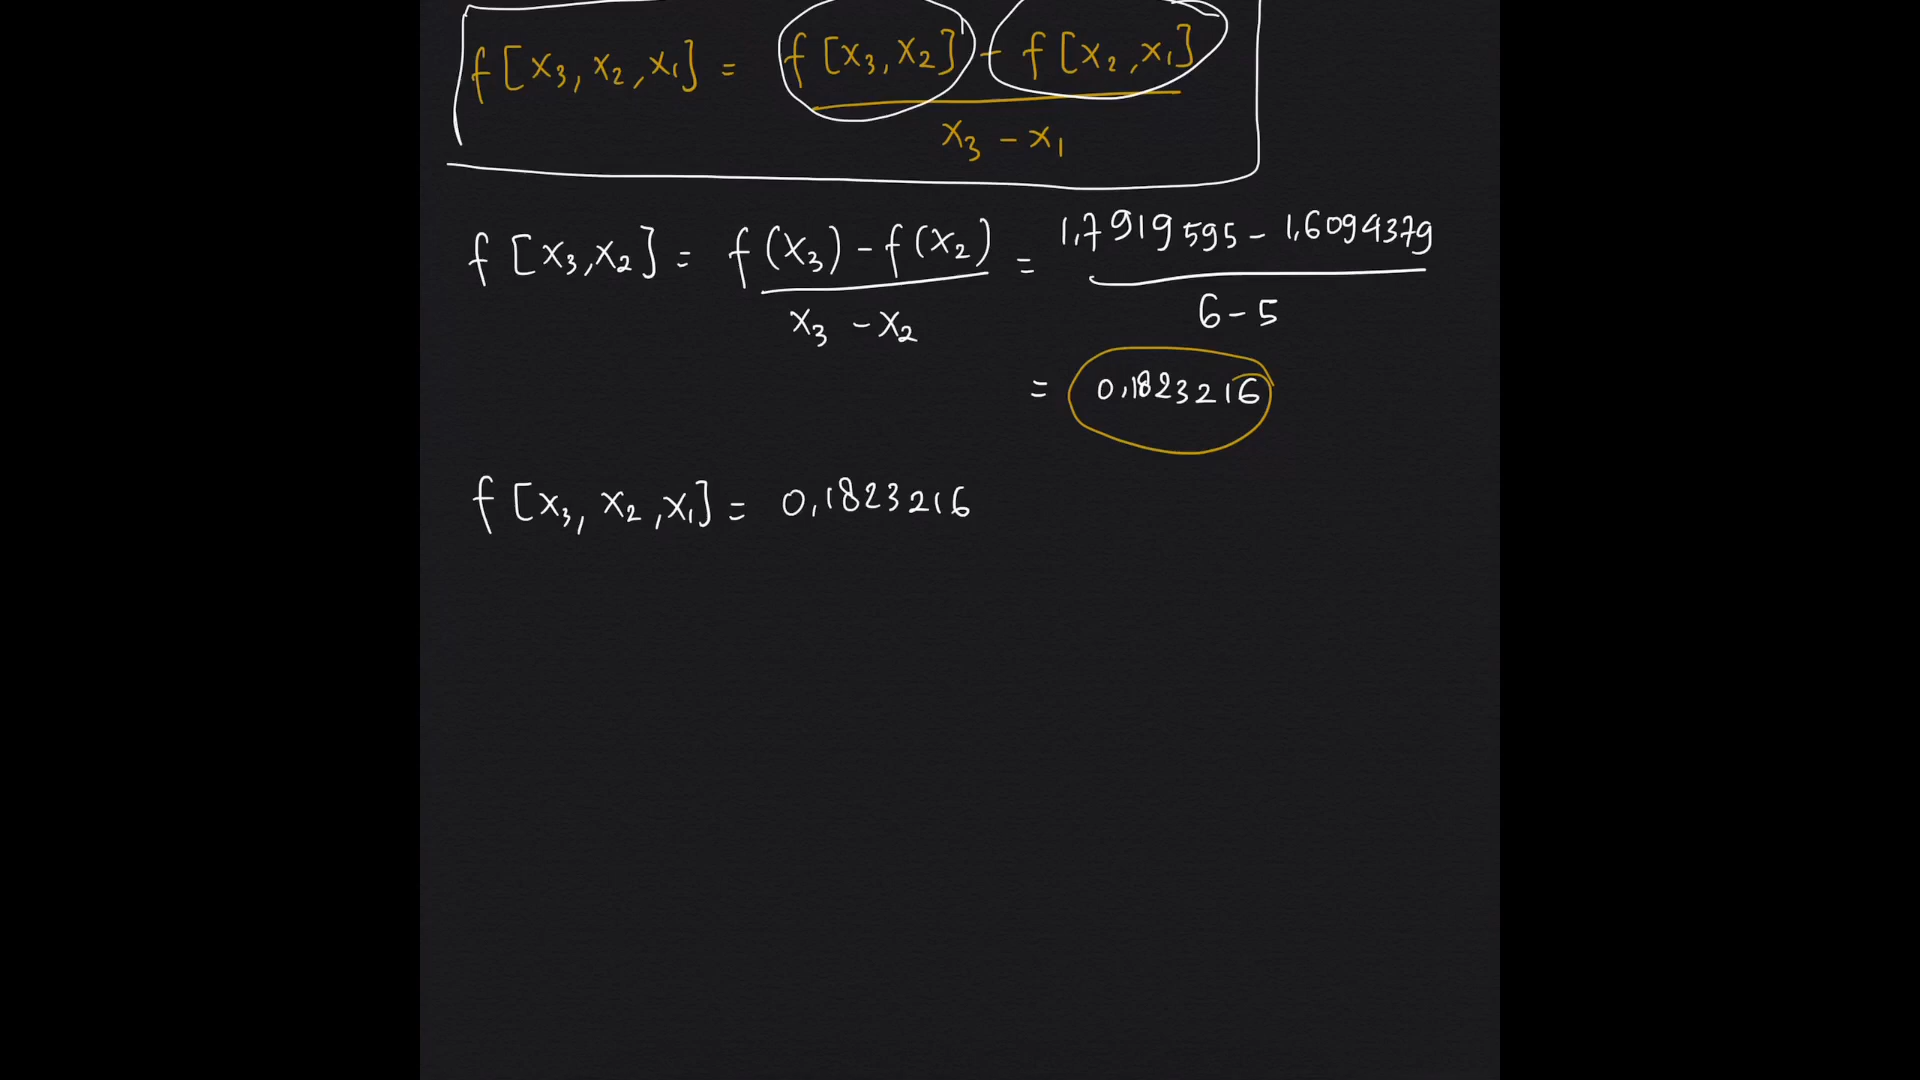 f [x₃, x₂, x₁] = f [x₃, x₂] - f [x₂, x₁]
x₃ - x₁
f [x₃, x₂] = f(x₃) - f(x₂) = 1,7919595 - 1,6094379
x₃ - x₂
6 - 5
= 0,1823216
f [x₃, x₂, x₁] = 0,1823216